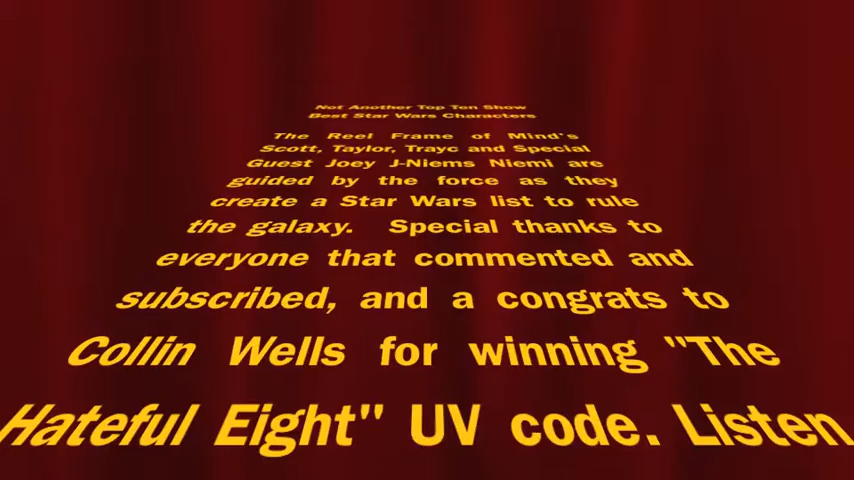 Not Another Top Ten Show
Best Star Wars Characters
The Reel Frame of Mind's
Scott, Taylor, Trayc and Special
Guest Joey J-Niems Niemi are
guided by the force as they
create a Star Wars list to rule
the galaxy. Special thanks to
everyone that commented and
subscribed, and a congrats to
Collin Wells for winning "The
Hateful Eight" UV code. Listen